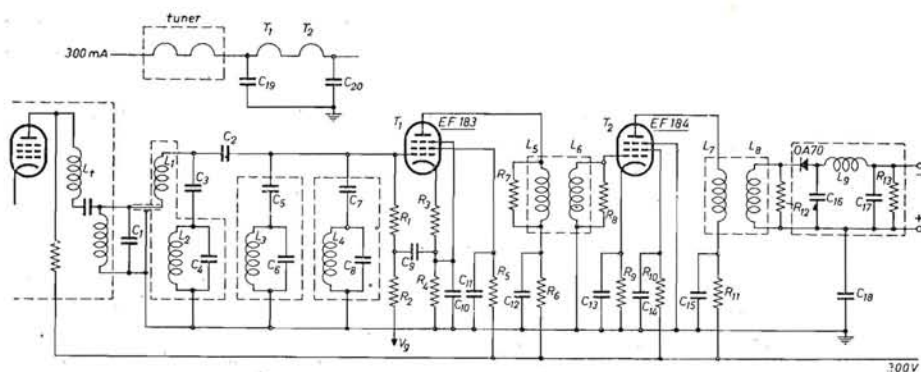 tuner
T1 T2
300mA
C19 C20
T1 EF 183 T2 EF 184
Lt L1 C2 L5 L6 L7 L8 OA70
C3 C5 C7 R3 R7 R8 L9 R13
C1 R1 R12 C16 C17
L2 C4 L3 C6 L4 C8 C9
R2 R4 C10 C11 R5 C12 R6 C13 R9 C14 R10 C15 R11 C18
- +
Vg
300V